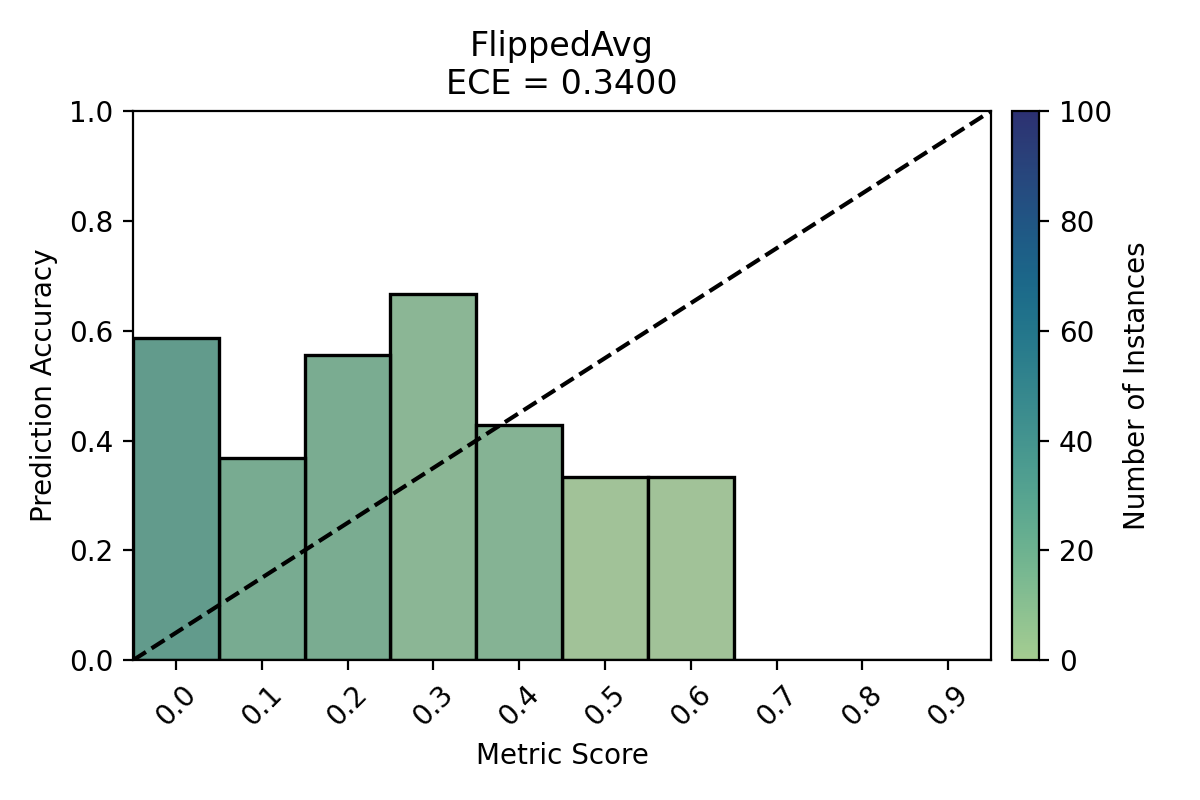 FlippedAvg
ECE = 0.3400
1.0
0.8
0.6
0.4
0.2
0.0
Prediction Accuracy
0.0 0.1 0.2 0.3 0.4 0.5 0.6 0.7 0.8 0.9
Metric Score
100
80
60
40
20
0
Number of Instances